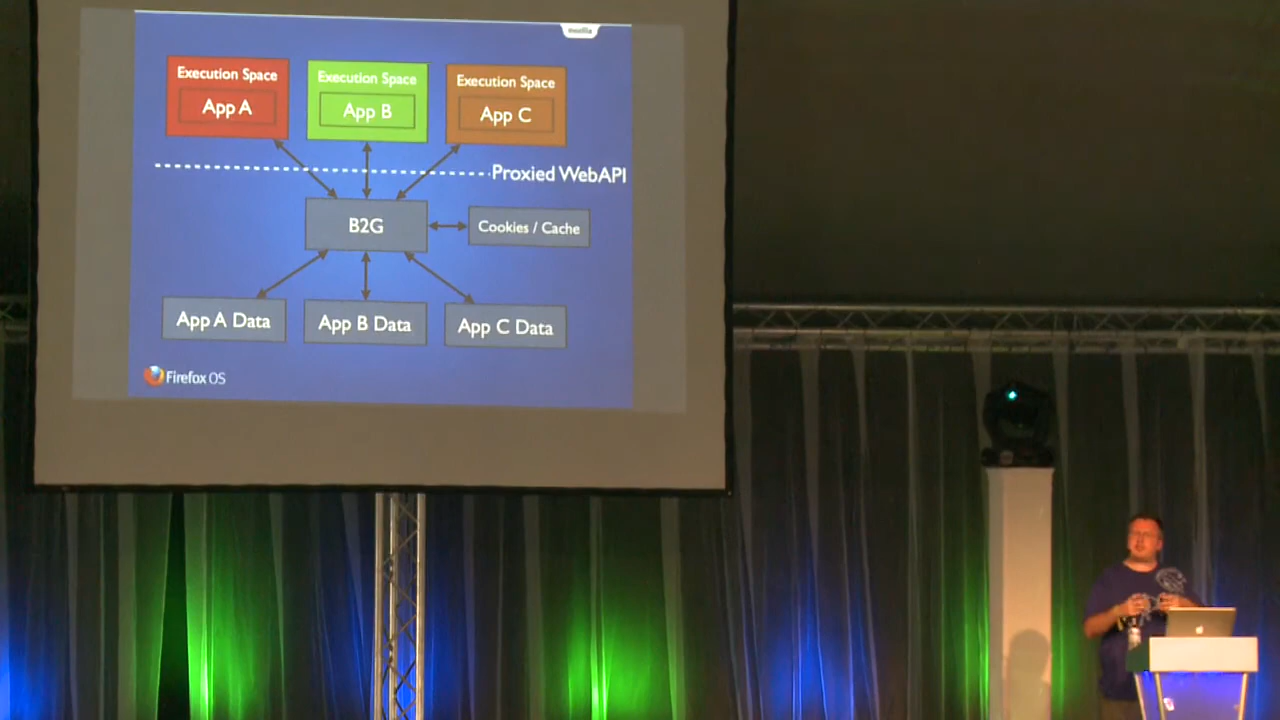 mozilla
Execution Space
App A
Execution Space
App B
Execution Space
App C
Proxied WebAPI
B2G
Cookies / Cache
App A Data
App B Data
App C Data
Firefox OS